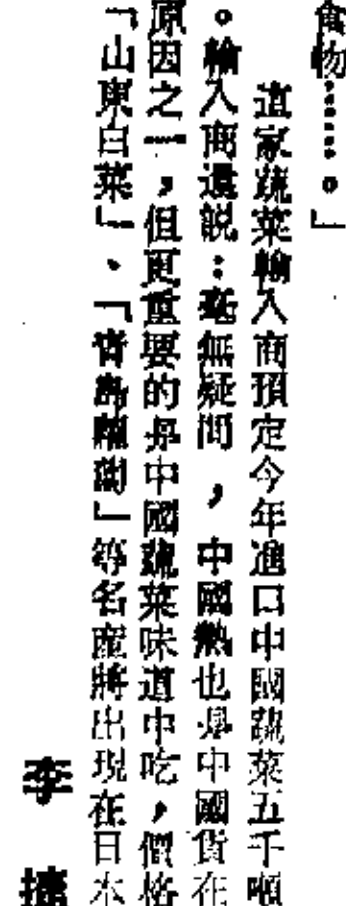 食物……。」
這家蔬菜輸入商預定今年進口中國蔬菜五千噸
。輸入商還説：毫無疑問，中國熱也是中國貨在
原因之一，但更重要的是中國蔬菜味道中吃，價格
「山東白菜」、「青島蘿蔔」等名産將出現在日本
李